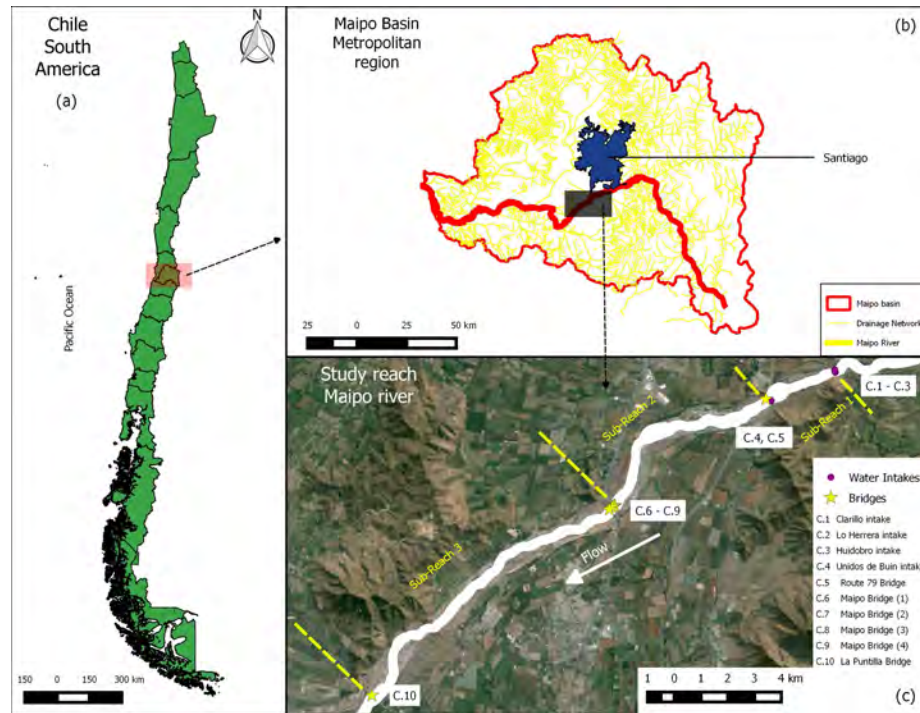 Chile
South
America
(a)
N
Pacific Ocean
150 0 150 300 km
Maipo Basin
Metropolitan
region
(b)
Santiago
Maipo basin
Drainage Network
Maipo River
25 0 50 km
Study reach
Maipo river
Sub-Reach 2
Sub-Reach 1
C.1 - C.3
C.4, C.5
C.6 - C.9
Flow
Sub-Reach 3
C.10
Water Intakes
Bridges
C.1 Clarillo intake
C.2 Lo Herrera intake
C.3 Huidobro intake
C.4 Unidos de Buin intak
C.5 Route 79 Bridge
C.6 Maipo Bridge (1)
C.7 Maipo Bridge (2)
C.8 Maipo Bridge (3)
C.9 Maipo Bridge (4)
C.10 La Puntilla Bridge
1 0 4 km
(c)